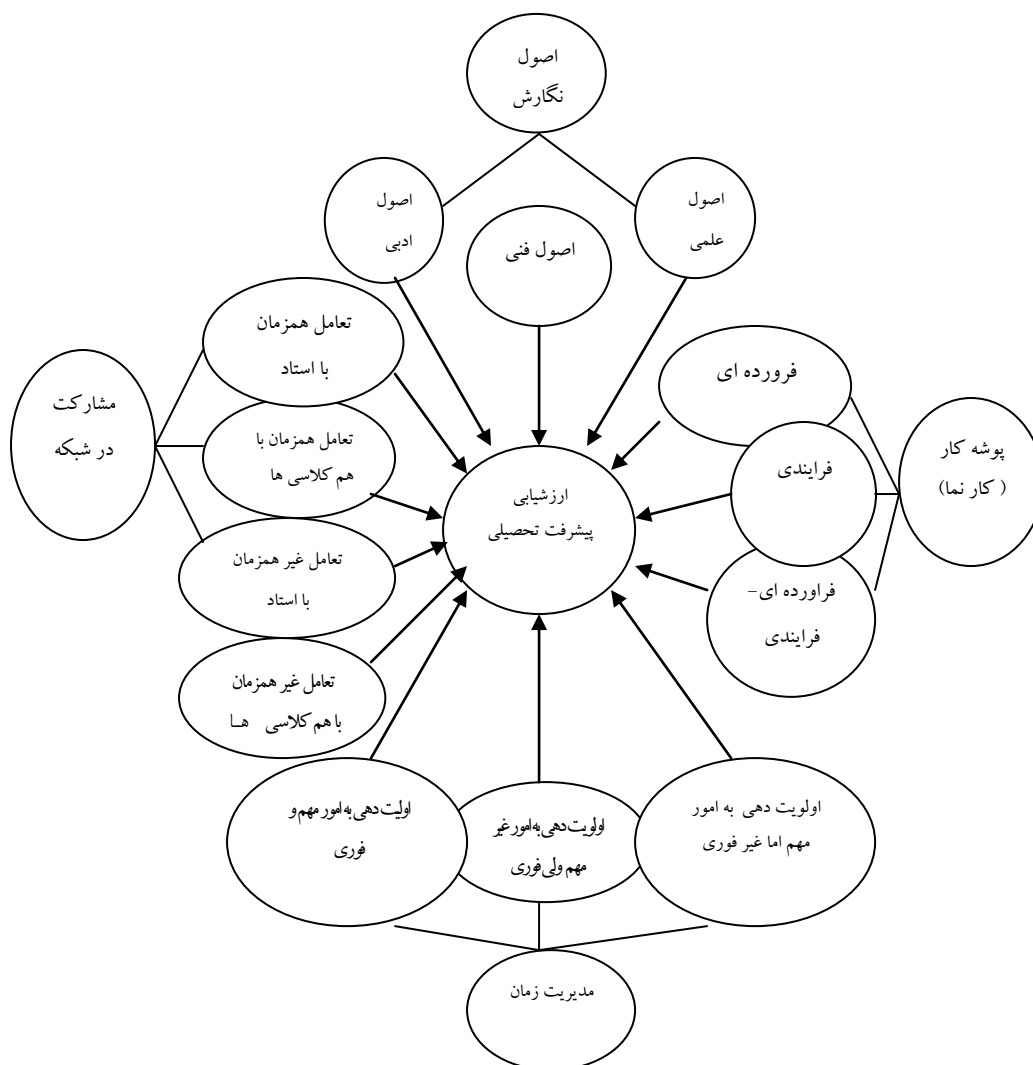 اصول
نگارش
اصول
ادبی
اصول
علمی
اصول فنی
تعامل همزمان
با استاد
فرورده ای
مشارکت
در شبکه
تعامل همزمان با
هم کلاسی ها
فرایندی
پوشه کار
( کار نما)
ارزشیابی
پیشرفت تحصیلی
تعامل غیر همزمان
با استاد
فراورده ای-
فرایندی
تعامل غیر همزمان
با هم کلاسی ها
اولیت دهی به امور مهم و
فوری
اولویت دهی به امور غیر
مهم ولی فوری
اولویت دهی به امور
مهم اما غیر فوری
مدیریت زمان